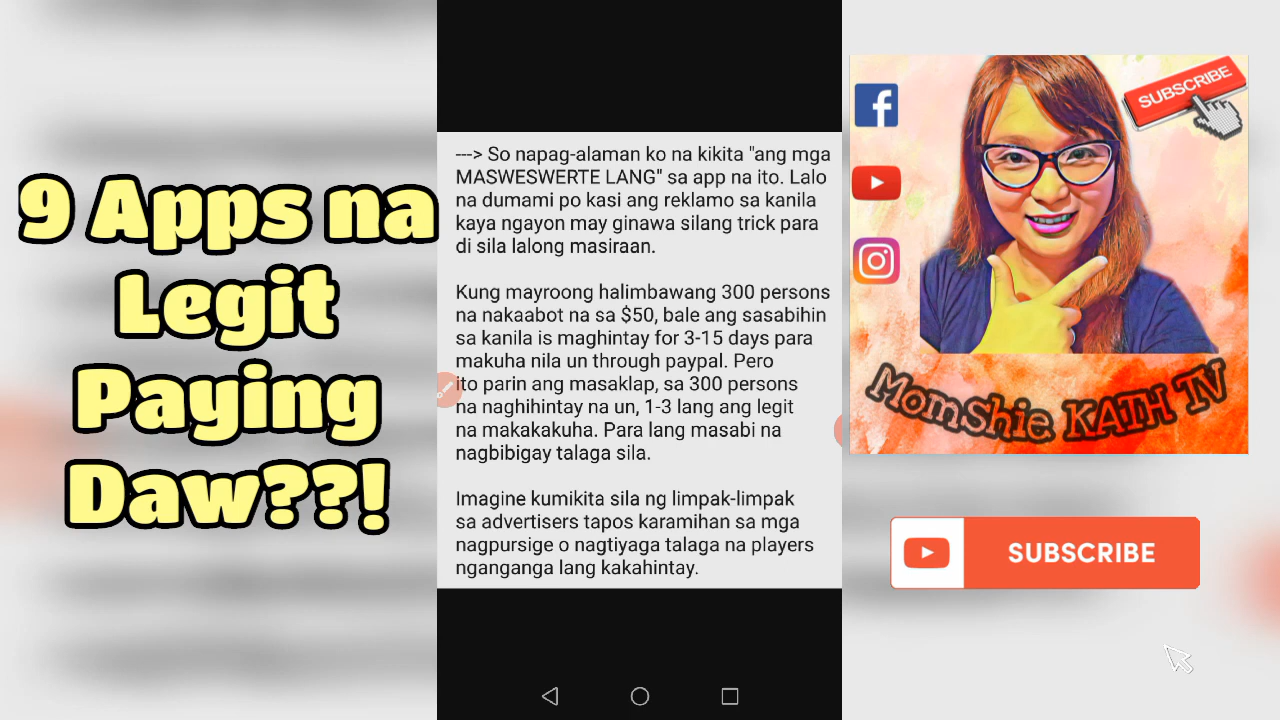 9 Apps na
Legit
Paying
Daw??!
---> So napag-alaman ko na kikita "ang mga
MASWESWERTE LANG" sa app na ito. Lalo
na dumami po kasi ang reklamo sa kanila
kaya ngayon may ginawa silang trick para
di sila lalong masiraan.
Kung mayroong halimbawang 300 persons
na nakaabot na sa $50, bale ang sasabihin
sa kanila is maghintay for 3-15 days para
makuha nila un through paypal. Pero
ito parin ang masaklap, sa 300 persons
na naghihintay na un, 1-3 lang ang legit
na makakakuha. Para lang masabi na
nagbibigay talaga sila.
Imagine kumikita sila ng limpak-limpak
sa advertisers tapos karamihan sa mga
nagpursige o nagtiyaga talaga na players
nganganga lang kakahintay.
SUBSCRIBE
MomShie KATH TV
SUBSCRIBE